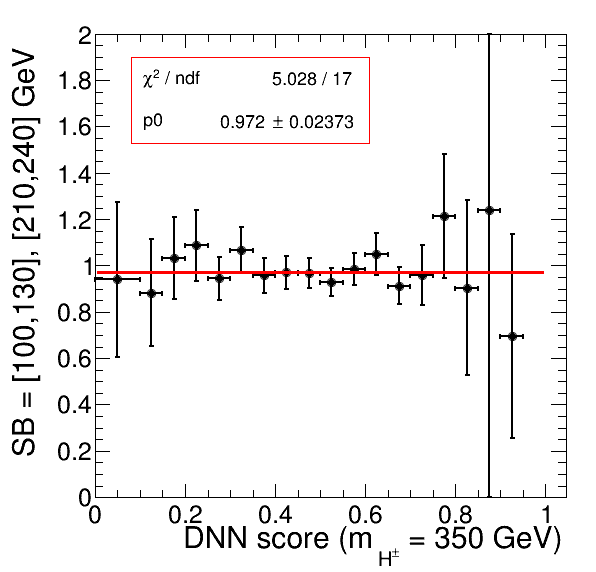 SB = [100,130], [210,240] GeV
χ² / ndf 5.028 / 17
p0 0.972 ± 0.02373
2
1.8
1.6
1.4
1.2
1
0.8
0.6
0.4
0.2
0
0 0.2 0.4 0.6 0.8 1
DNN score (m_H± = 350 GeV)